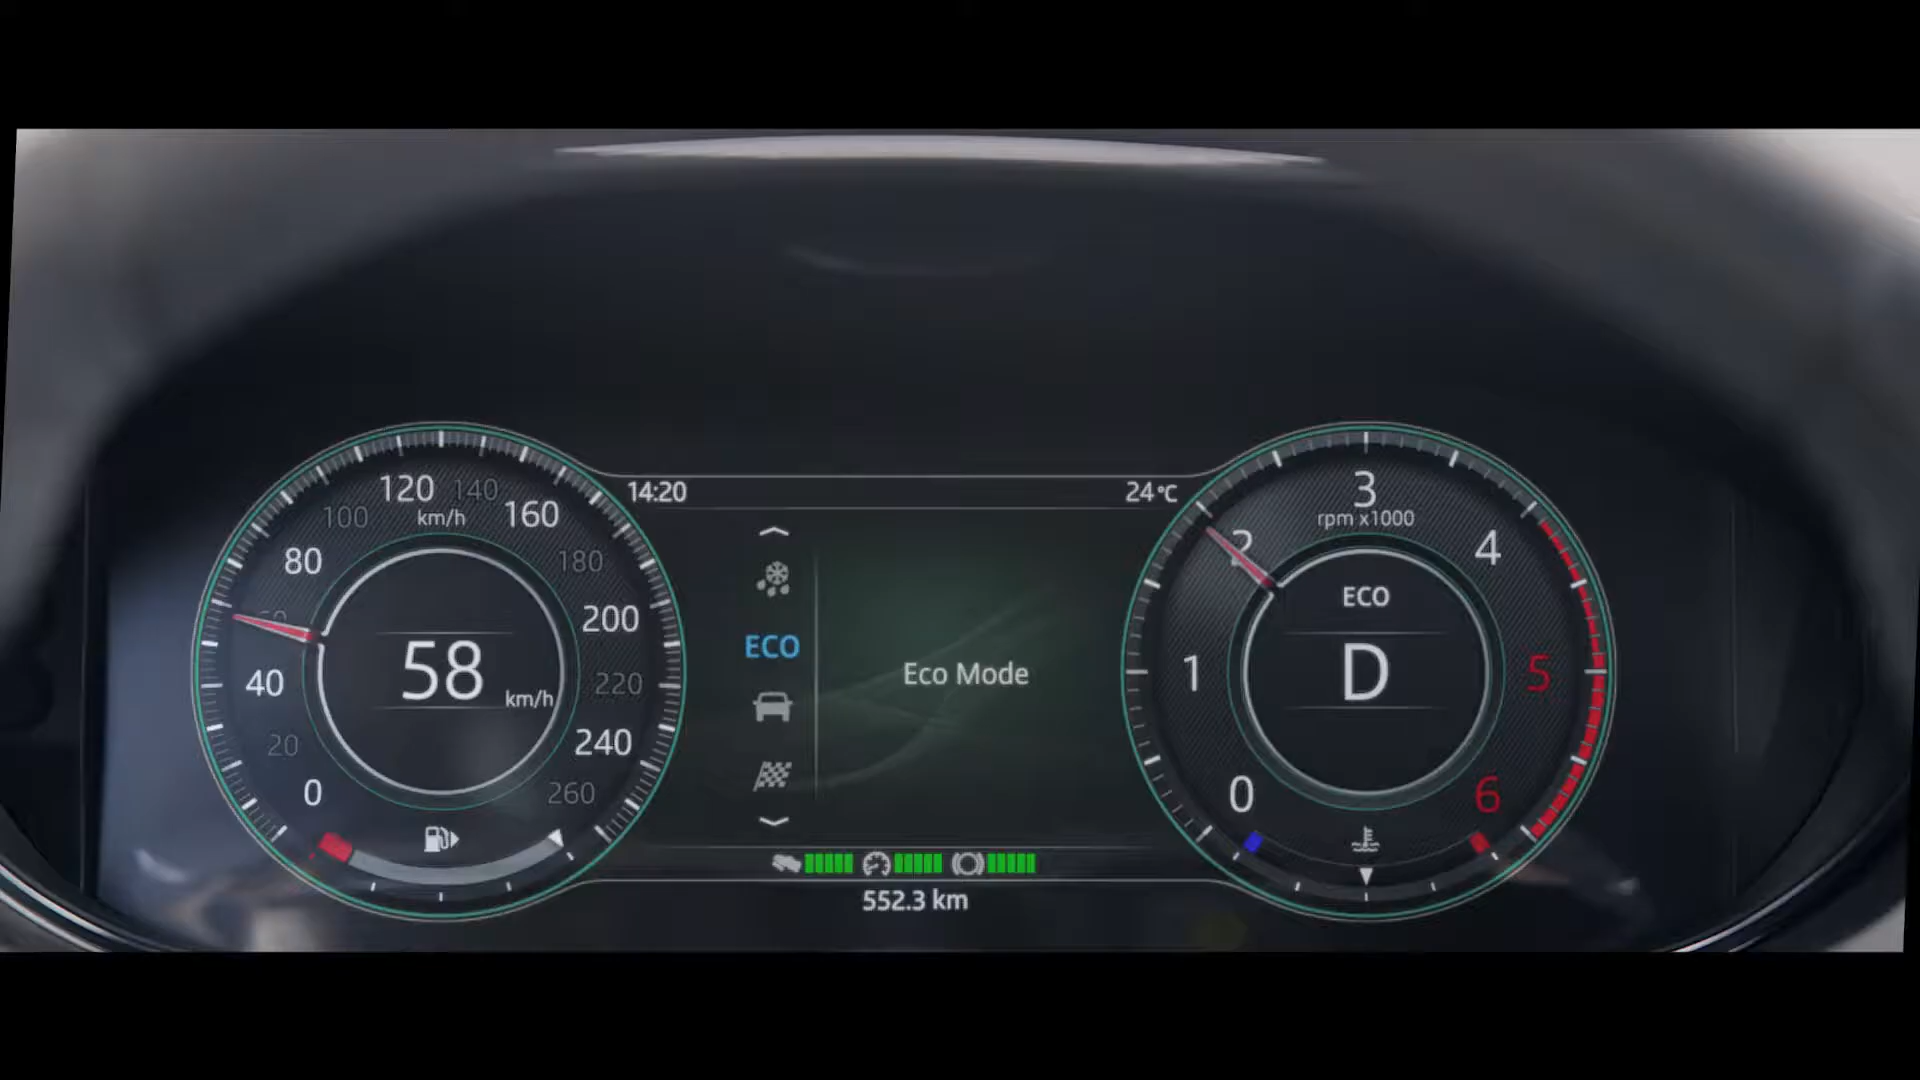 120 140
100 km/h 160
80 180
60 200
40 220
20 240
0 260
58 km/h
14:20
24°C
ECO
Eco Mode
552.3 km
3
rpm x1000
2 4
1 5
0 6
ECO
D